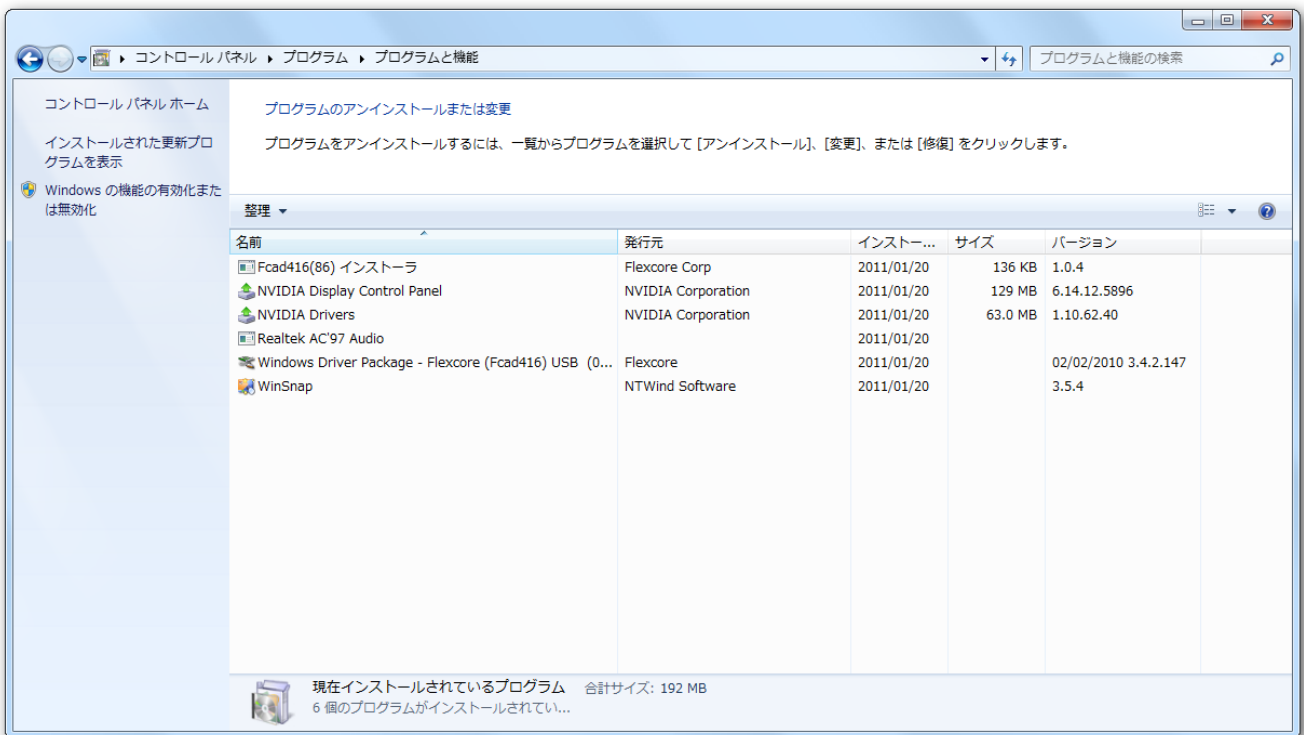 コントロール パネル ▸ プログラム ▸ プログラムと機能
プログラムと機能の検索
コントロール パネル ホーム
インストールされた更新プロ
グラムを表示
Windows の機能の有効化また
は無効化
プログラムのアンインストールまたは変更
プログラムをアンインストールするには、一覧からプログラムを選択して [アンインストール]、[変更]、または [修復] をクリックします。
整理
名前 発行元 インストー... サイズ バージョン
Fcad416(86) インストーラ Flexcore Corp 2011/01/20 136 KB 1.0.4
NVIDIA Display Control Panel NVIDIA Corporation 2011/01/20 129 MB 6.14.12.5896
NVIDIA Drivers NVIDIA Corporation 2011/01/20 63.0 MB 1.10.62.40
Realtek AC'97 Audio 2011/01/20
Windows Driver Package - Flexcore (Fcad416) USB (0... Flexcore 2011/01/20 02/02/2010 3.4.2.147
WinSnap NTWind Software 2011/01/20 3.5.4
現在インストールされているプログラム 合計サイズ: 192 MB
6 個のプログラムがインストールされてい...